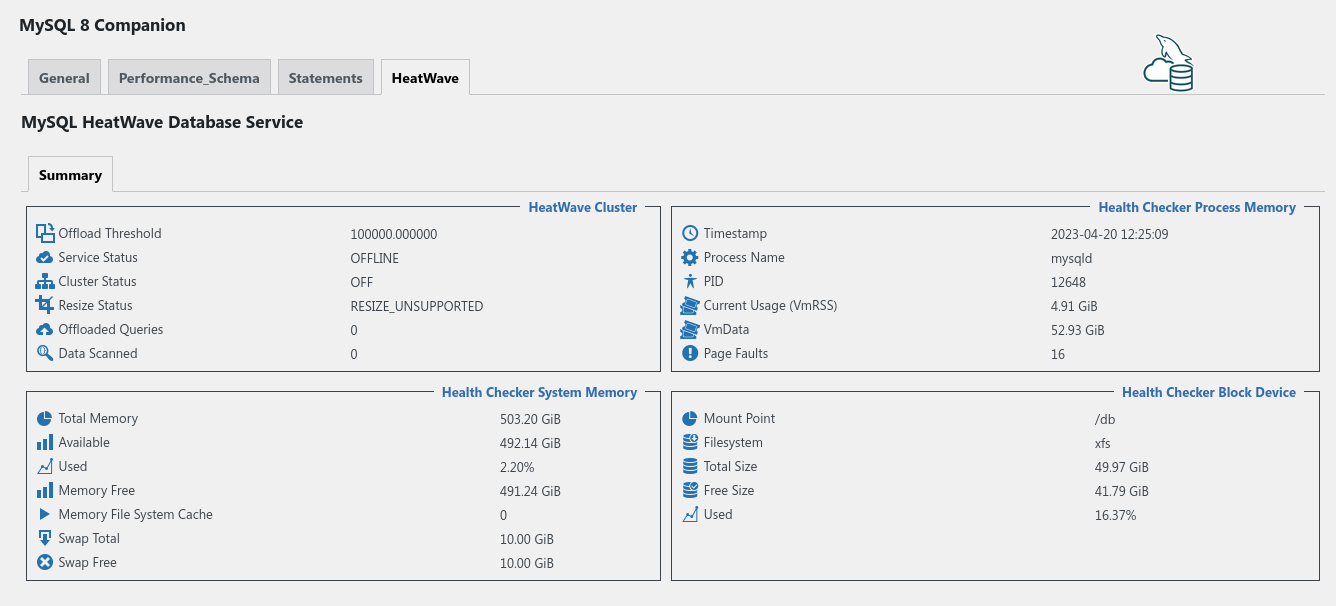 MySQL 8 Companion
General Performance_Schema Statements HeatWave
MySQL HeatWave Database Service
Summary
HeatWave Cluster
Offload Threshold 100000.000000
Service Status OFFLINE
Cluster Status OFF
Resize Status RESIZE_UNSUPPORTED
Offloaded Queries 0
Data Scanned 0
Health Checker Process Memory
Timestamp 2023-04-20 12:25:09
Process Name mysqld
PID 12648
Current Usage (VmRSS) 4.91 GiB
VmData 52.93 GiB
Page Faults 16
Health Checker System Memory
Total Memory 503.20 GiB
Available 492.14 GiB
Used 2.20%
Memory Free 491.24 GiB
Memory File System Cache 0
Swap Total 10.00 GiB
Swap Free 10.00 GiB
Health Checker Block Device
Mount Point /db
Filesystem xfs
Total Size 49.97 GiB
Free Size 41.79 GiB
Used 16.37%